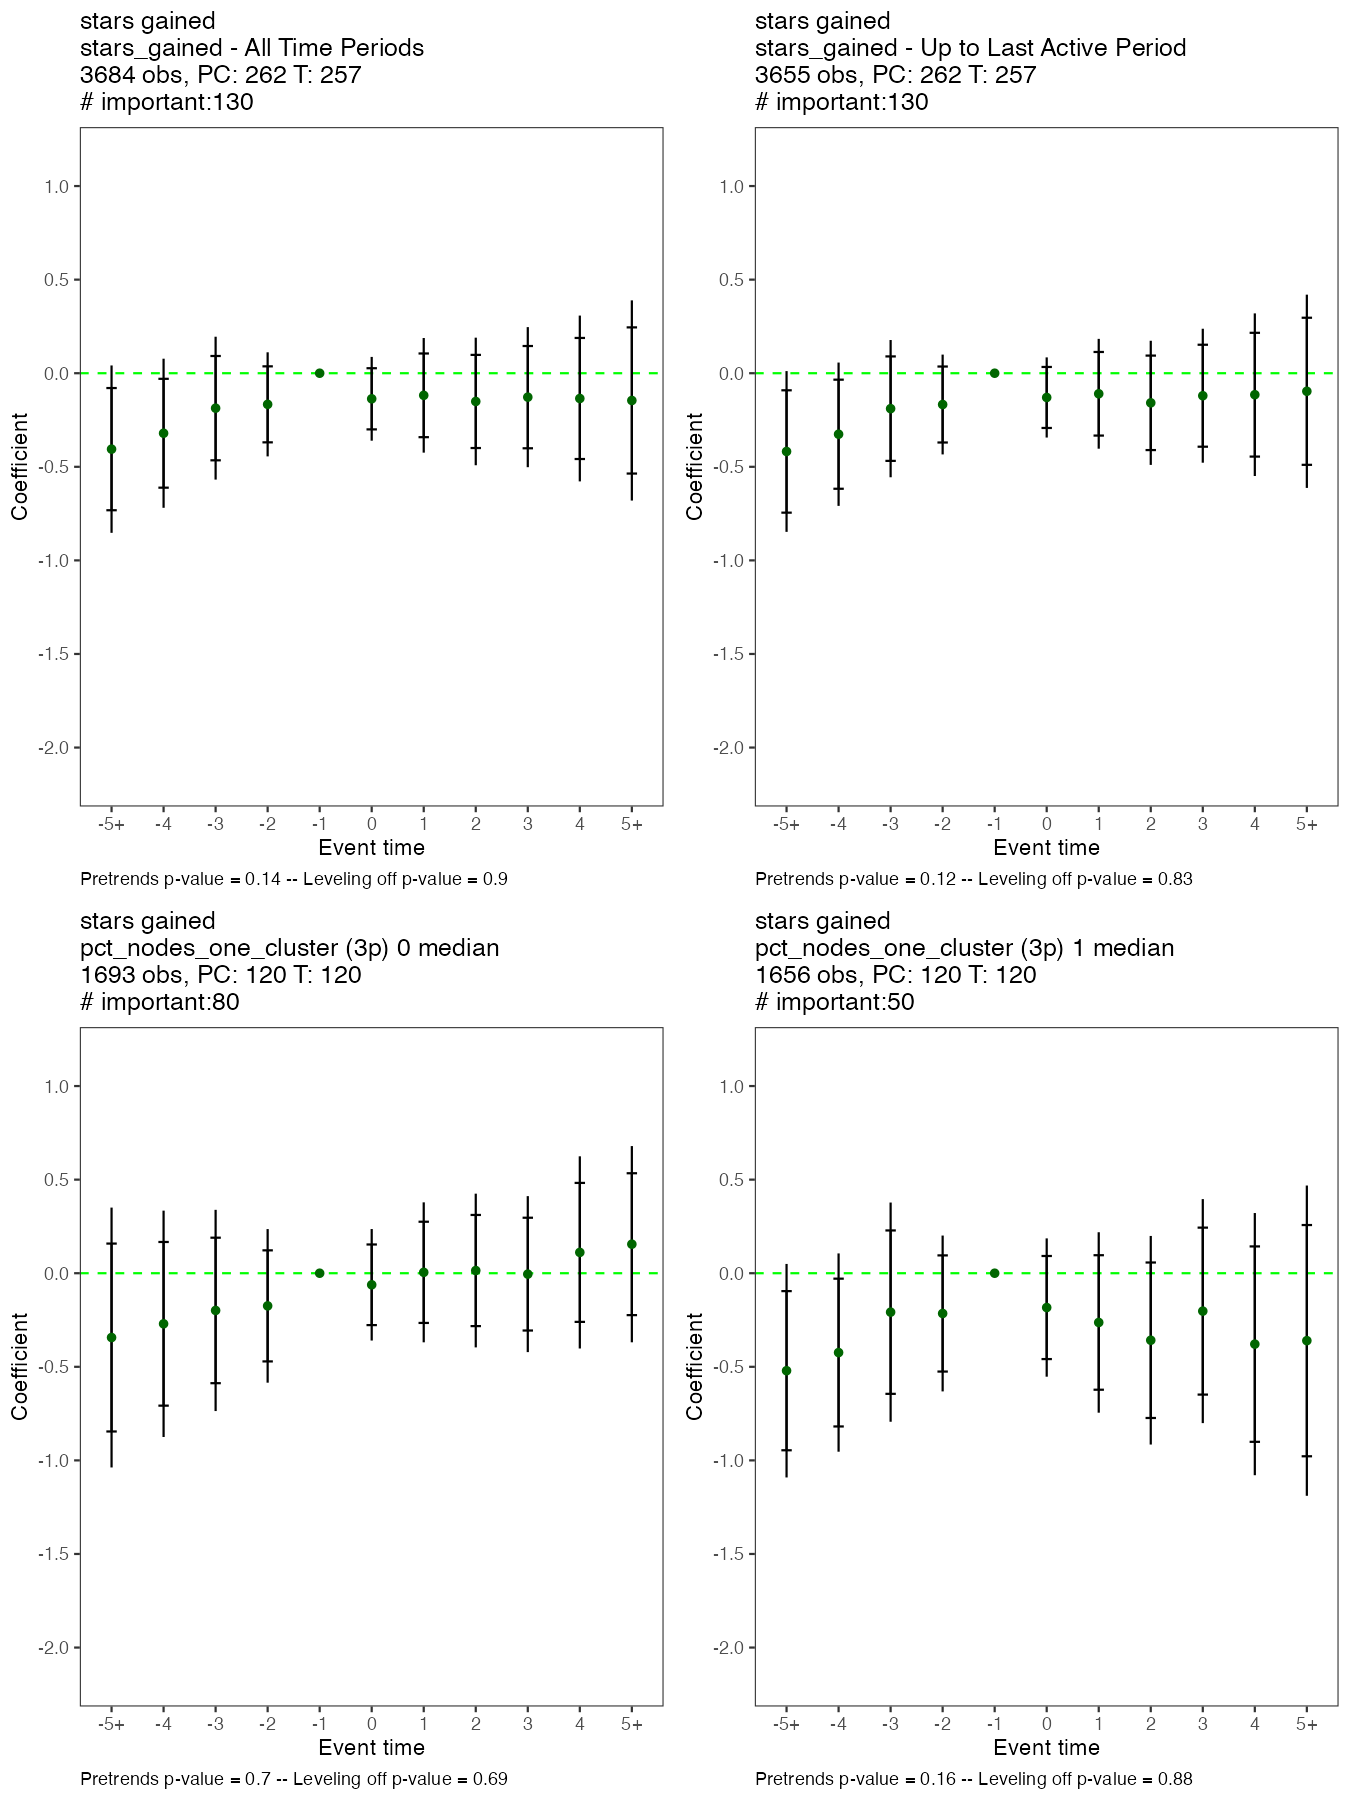 stars gained
stars_gained - All Time Periods
3684 obs, PC: 262 T: 257
# important:130
1.0
0.5
0.0
-0.5
-1.0
-1.5
-2.0
Coefficient
-5+ -4 -3 -2 -1 0 1 2 3 4 5+
Event time
Pretrends p-value = 0.14 -- Leveling off p-value = 0.9
stars gained
stars_gained - Up to Last Active Period
3655 obs, PC: 262 T: 257
# important:130
1.0
0.5
0.0
-0.5
-1.0
-1.5
-2.0
Coefficient
-5+ -4 -3 -2 -1 0 1 2 3 4 5+
Event time
Pretrends p-value = 0.12 -- Leveling off p-value = 0.83
stars gained
pct_nodes_one_cluster (3p) 0 median
1693 obs, PC: 120 T: 120
# important:80
1.0
0.5
0.0
-0.5
-1.0
-1.5
-2.0
Coefficient
-5+ -4 -3 -2 -1 0 1 2 3 4 5+
Event time
Pretrends p-value = 0.7 -- Leveling off p-value = 0.69
stars gained
pct_nodes_one_cluster (3p) 1 median
1656 obs, PC: 120 T: 120
# important:50
1.0
0.5
0.0
-0.5
-1.0
-1.5
-2.0
Coefficient
-5+ -4 -3 -2 -1 0 1 2 3 4 5+
Event time
Pretrends p-value = 0.16 -- Leveling off p-value = 0.88